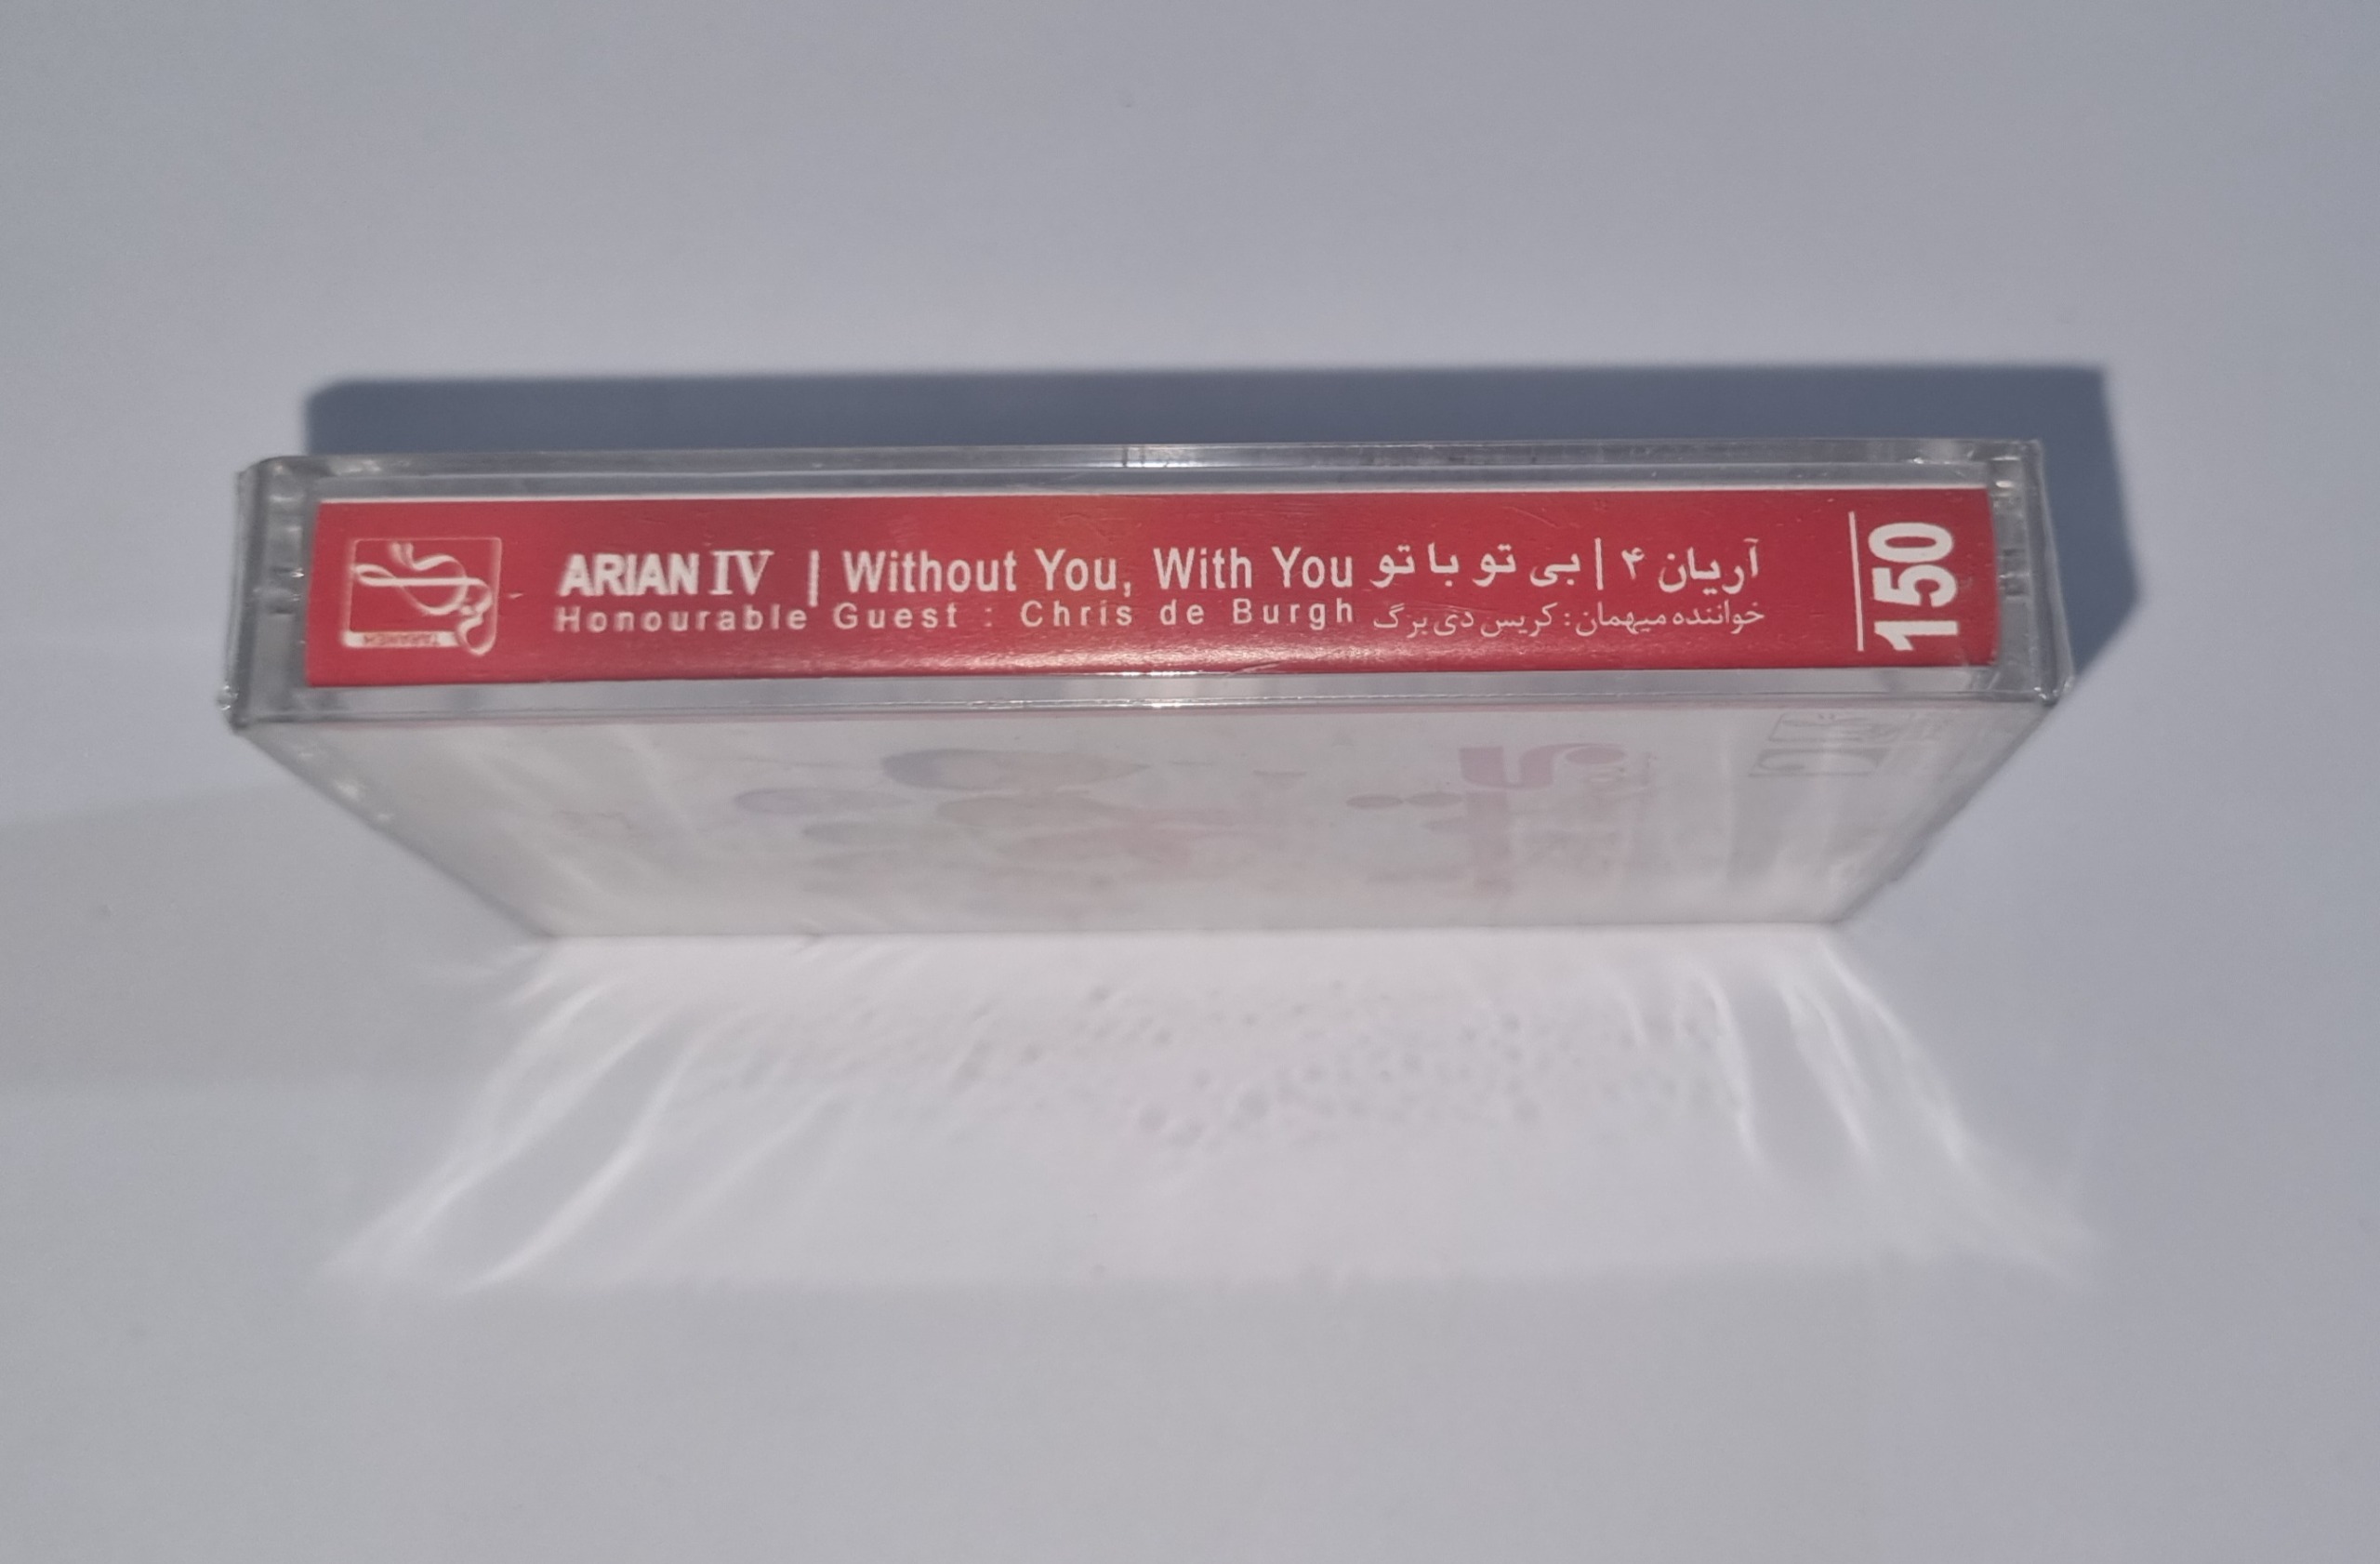 ARIAN IV | Without You, With You
Honourable Guest : Chris de Burgh
آریان ۴ | بی تو با تو
خواننده میهمان: کریس دی برگ
150
TARANEH